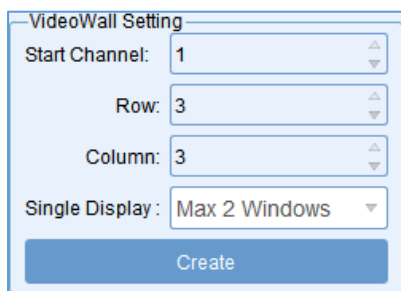 VideoWall Setting
Start Channel: 1
Row: 3
Column: 3
Single Display : Max 2 Windows
Create